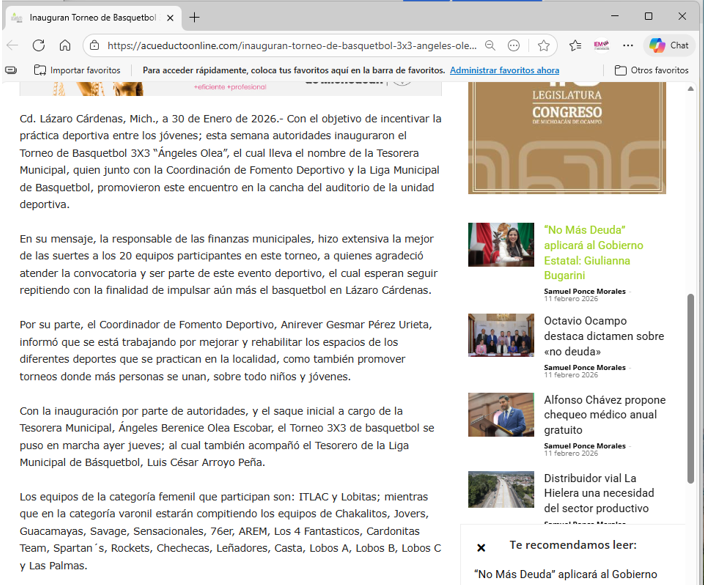 Inauguran Torneo de Basquetbol
https://acueductoonline.com/inauguran-torneo-de-basquetbol-3x3-angeles-ole...
Chat
Importar favoritos
Para acceder rápidamente, coloca tus favoritos aquí en la barra de favoritos.
Administrar favoritos ahora
Otros favoritos
•eficiente •profesional
LEGISLATURA
CONGRESO
DE MICHOACÁN DE OCAMPO
Cd. Lázaro Cárdenas, Mich., a 30 de Enero de 2026.- Con el objetivo de incentivar la
práctica deportiva entre los jóvenes; esta semana autoridades inauguraron el
Torneo de Basquetbol 3X3 “Ángeles Olea”, el cual lleva el nombre de la Tesorera
Municipal, quien junto con la Coordinación de Fomento Deportivo y la Liga Municipal
de Basquetbol, promovieron este encuentro en la cancha del auditorio de la unidad
deportiva.
En su mensaje, la responsable de las finanzas municipales, hizo extensiva la mejor
de las suertes a los 20 equipos participantes en este torneo, a quienes agradeció
atender la convocatoria y ser parte de este evento deportivo, el cual esperan seguir
repitiendo con la finalidad de impulsar aún más el basquetbol en Lázaro Cárdenas.
Por su parte, el Coordinador de Fomento Deportivo, Anirever Gesmar Pérez Urieta,
informó que se está trabajando por mejorar y rehabilitar los espacios de los
diferentes deportes que se practican en la localidad, como también promover
torneos donde más personas se unan, sobre todo niños y jóvenes.
Con la inauguración por parte de autoridades, y el saque inicial a cargo de la
Tesorera Municipal, Ángeles Berenice Olea Escobar, el Torneo 3X3 de basquetbol se
puso en marcha ayer jueves; al cual también acompañó el Tesorero de la Liga
Municipal de Básquetbol, Luis César Arroyo Peña.
Los equipos de la categoría femenil que participan son: ITLAC y Lobitas; mientras
que en la categoría varonil estarán compitiendo los equipos de Chakalitos, Jovers,
Guacamayas, Savage, Sensacionales, 76er, AREM, Los 4 Fantasticos, Cardonitas
Team, Spartan´s, Rockets, Chechecas, Leñadores, Casta, Lobos A, Lobos B, Lobos C
y Las Palmas.
“No Más Deuda”
aplicará al Gobierno
Estatal: Giulianna
Bugarini
Samuel Ponce Morales -
11 febrero 2026
Octavio Ocampo
destaca dictamen sobre
«no deuda»
Samuel Ponce Morales -
11 febrero 2026
Alfonso Chávez propone
chequeo médico anual
gratuito
Samuel Ponce Morales -
11 febrero 2026
Distribuidor vial La
Hielera una necesidad
del sector productivo
Samuel Ponce Morales -
Te recomendamos leer:
“No Más Deuda” aplicará al Gobierno